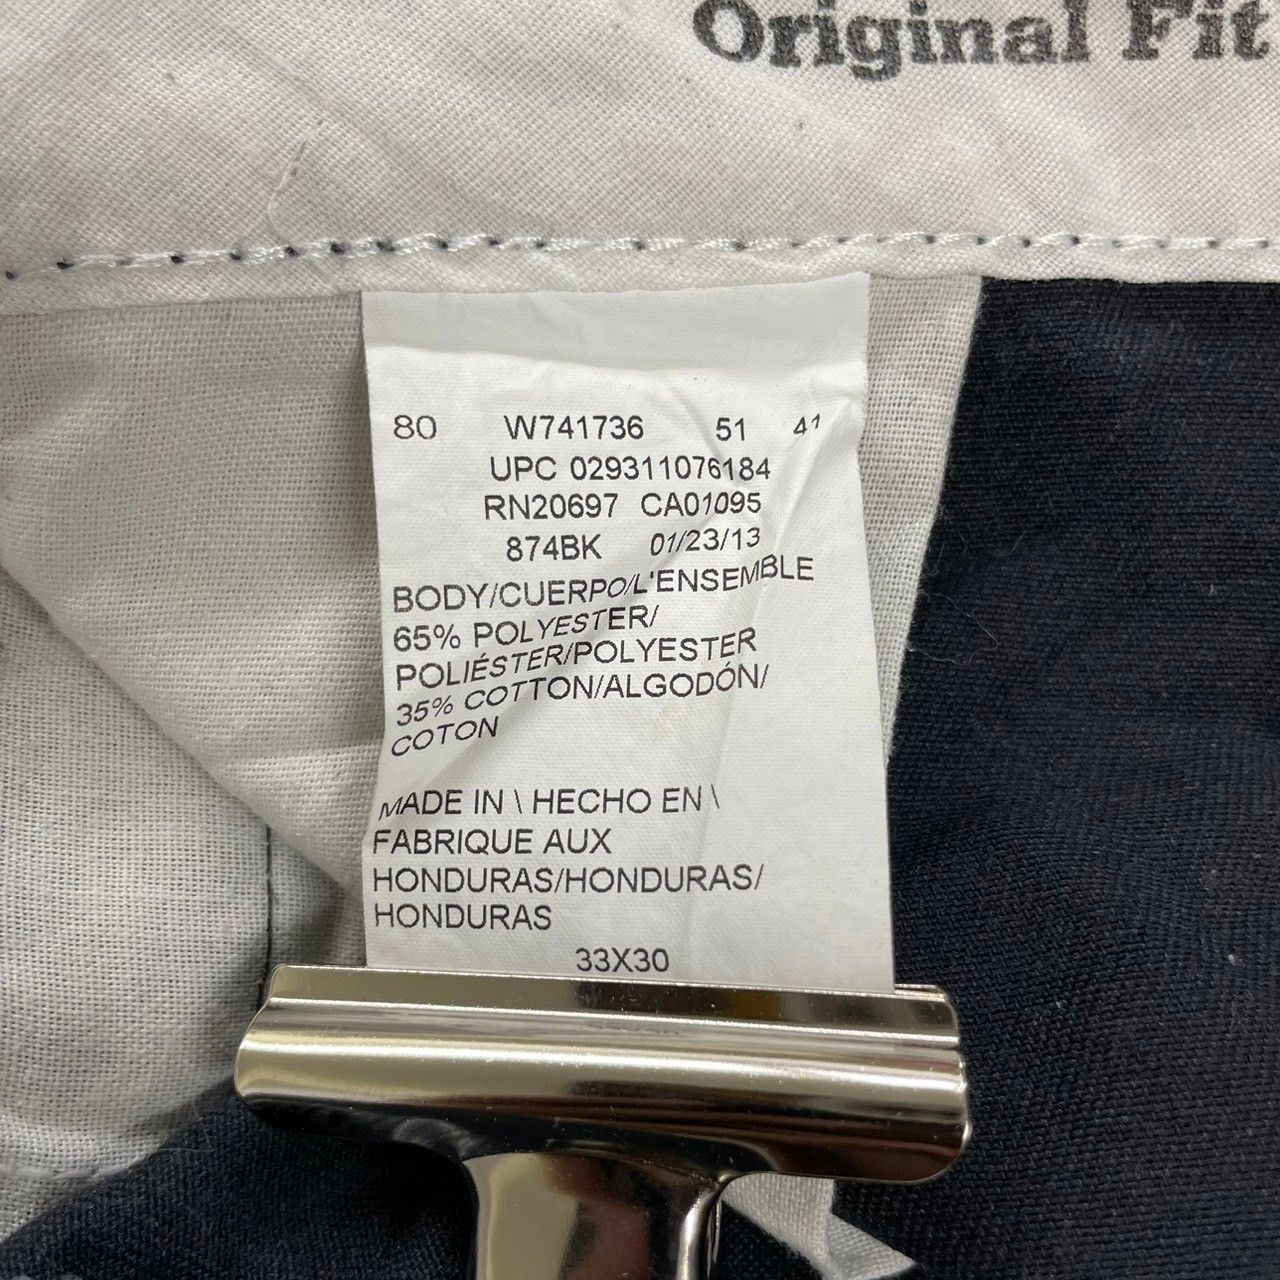 Original Fit
80 W741736 51 41
UPC 029311076184
RN20697 CA01095
874BK 01/23/13
BODY/CUERPO/L'ENSEMBLE
65% POLYESTER/
POLIÉSTER/POLYESTER
35% COTTON/ALGODÓN/
COTON
MADE IN \ HECHO EN \
FABRIQUE AUX
HONDURAS/HONDURAS/
HONDURAS
33X30